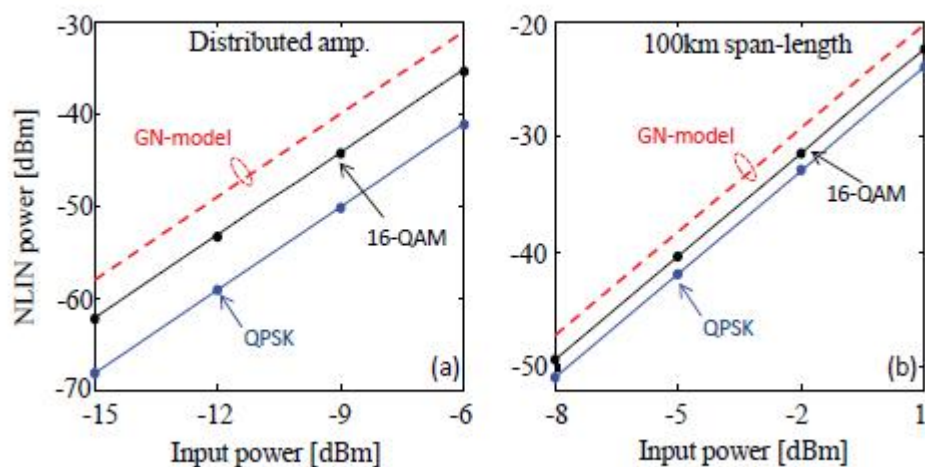 -30
-40
-50
-60
-70
NLIN power [dBm]
Distributed amp.
GN-model
16-QAM
QPSK
(a)
-15 -12 -9 -6
Input power [dBm]
-20
-30
-40
-50
100km span-length
GN-model
16-QAM
QPSK
(b)
-8 -5 -2 1
Input power [dBm]